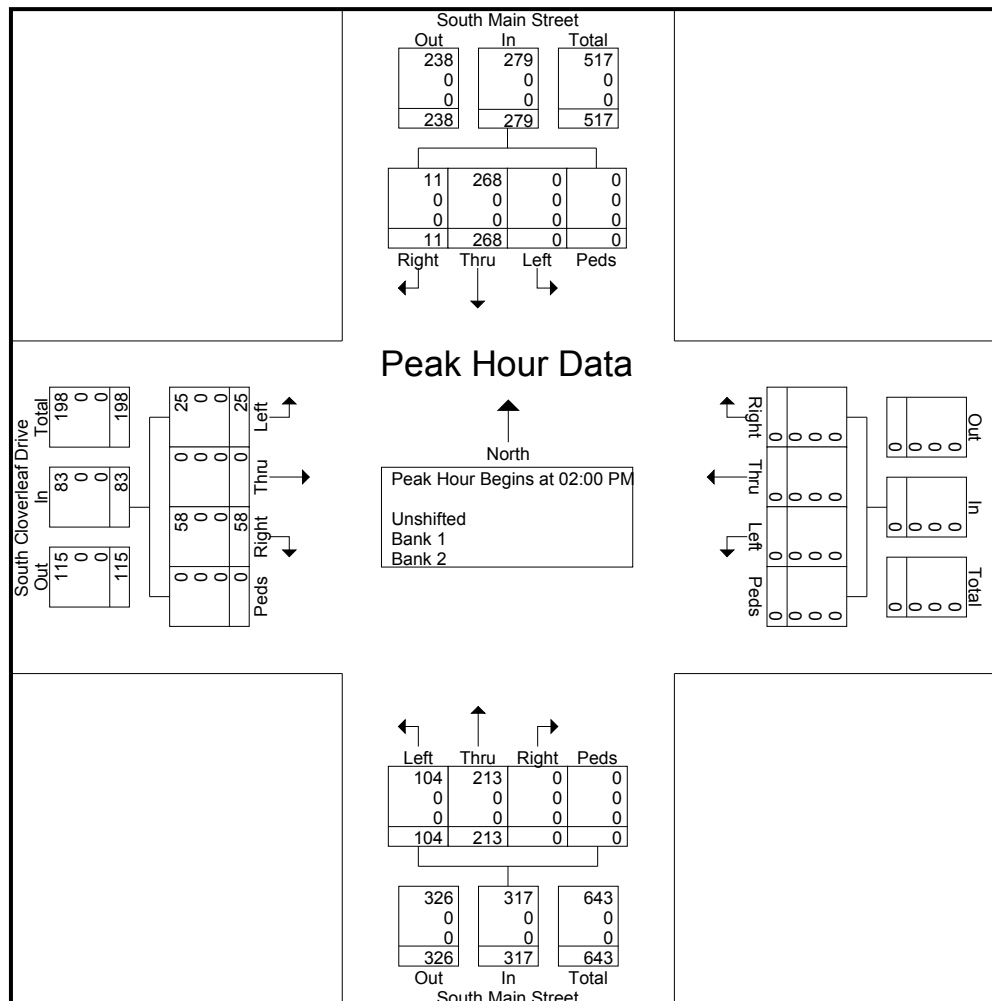 South Main Street
Out In Total
238 279 517
0 0 0
0 0 0
238 279 517
11 268 0 0
0 0 0 0
0 0 0 0
11 268 0 0
Right Thru Left Peds
Peak Hour Data
North
Peak Hour Begins at 02:00 PM
Unshifted
Bank 1
Bank 2
South Cloverleaf Drive
Out In Total
115 83 198
0 0 0
0 0 0
115 83 198
Peds Right Thru Left
0 58 0 25
0 0 0 0
0 0 0 0
0 58 0 25
Out In Total
0 0 0
0 0 0
0 0 0
0 0 0
Right Thru Left Peds
0 0 0 0
0 0 0 0
0 0 0 0
0 0 0 0
Left Thru Right Peds
104 213 0 0
0 0 0 0
0 0 0 0
104 213 0 0
326 317 643
0 0 0
0 0 0
326 317 643
Out In Total
South Main Street